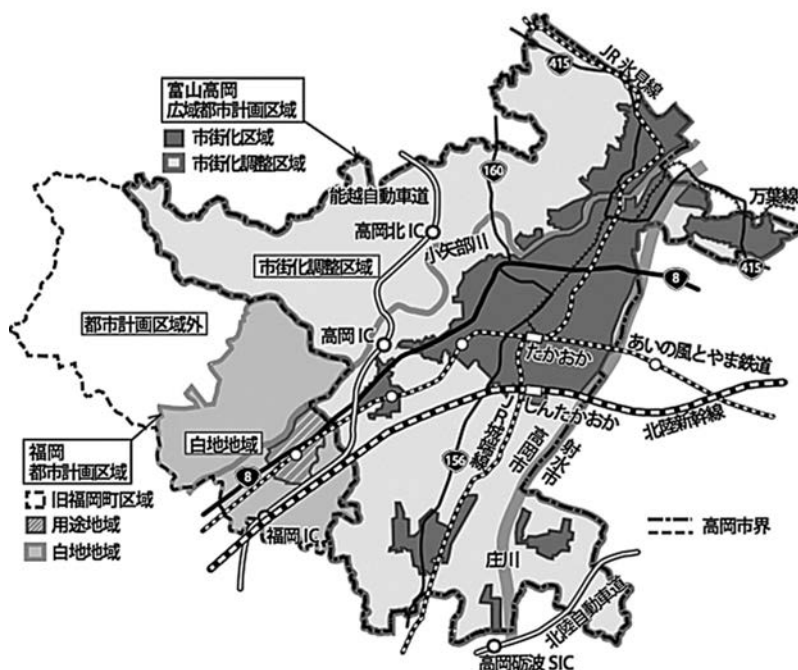 JR氷見線
415
富山高岡
広域都市計画区域
市街化区域
市街化調整区域
160
万葉線
能越自動車道
高岡北IC
小矢部川
市街化調整区域
8
415
都市計画区域外
高岡IC
たかおか
あいの風とやま鉄道
しんたかおか
北陸新幹線
JR城端線
高岡市
射水市
白地地域
福岡
都市計画区域
8
156
旧福岡町区域
用途地域
白地地域
福岡IC
庄川
高岡市界
北陸自動車道
高岡砺波SIC